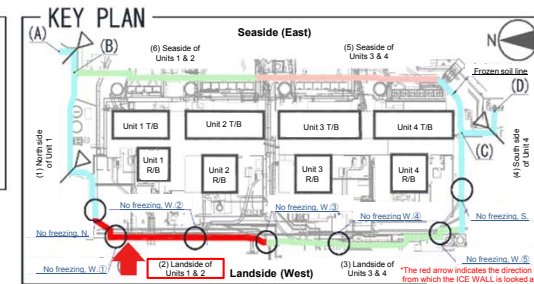 KEY PLAN
Seaside (East)
N
(A)
(B)
(6) Seaside of
Units 1 & 2
(5) Seaside of
Units 3 & 4
Frozen soil line
(D)
(1) North side
of Unit 1
Unit 1 T/B
Unit 2 T/B
Unit 3 T/B
Unit 4 T/B
(C)
(4) South side
of Unit 4
Unit 1
R/B
Unit 2
R/B
Unit 3
R/B
Unit 4
R/B
No freezing, N.
No freezing, W.②
No freezing, W.③
No freezing W.④
No freezing, S.
No freezing, W.①
(2) Landside of
Units 1 & 2
Landside (West)
(3) Landside of
Units 3 & 4
No freezing, W.⑤
*The red arrow indicates the direction
from which the ICE WALL is looked a